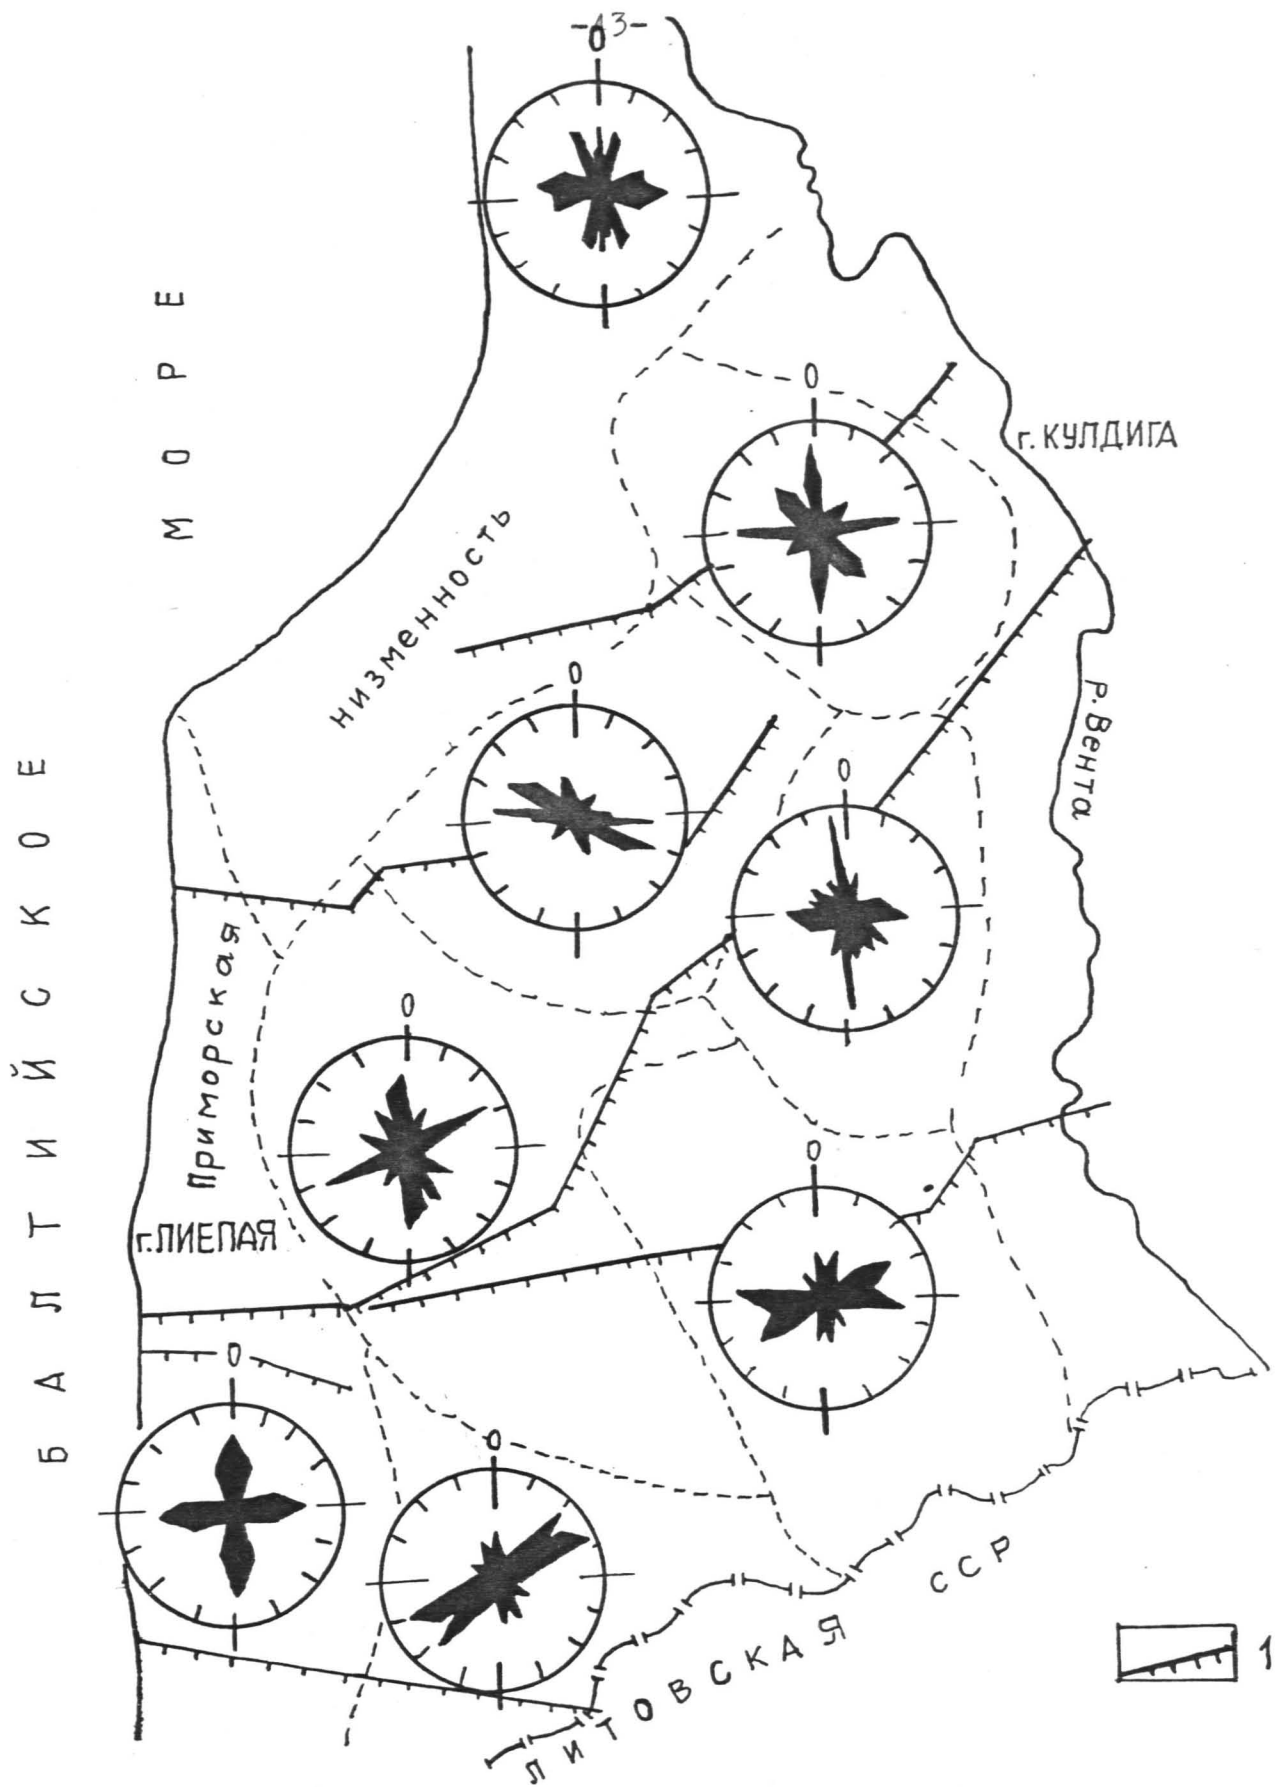 -13-
0
МОРЕ
0
г. КУЛДИГА
низменность
0
р. Вента
0
БАЛТИЙСКОЕ
Приморская
0
г. ЛИЕПАЯ
0
0
0
ЛИТОВСКАЯ ССР
1